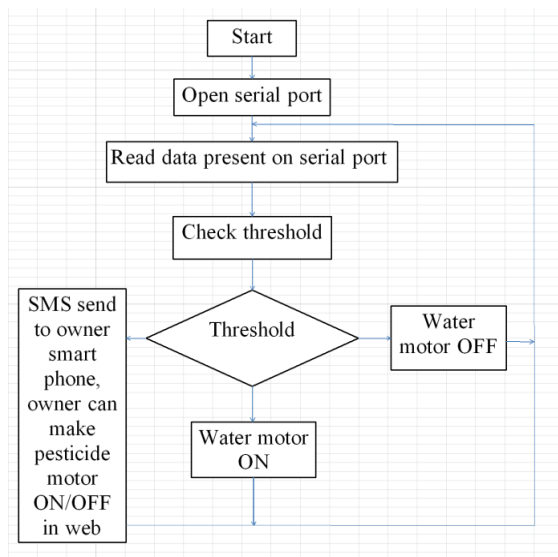 Start
Open serial port
Read data present on serial port
Check threshold
Threshold
SMS send
to owner
smart
phone,
owner can
make
pesticide
motor
ON/OFF
in web
Water
motor OFF
Water motor
ON